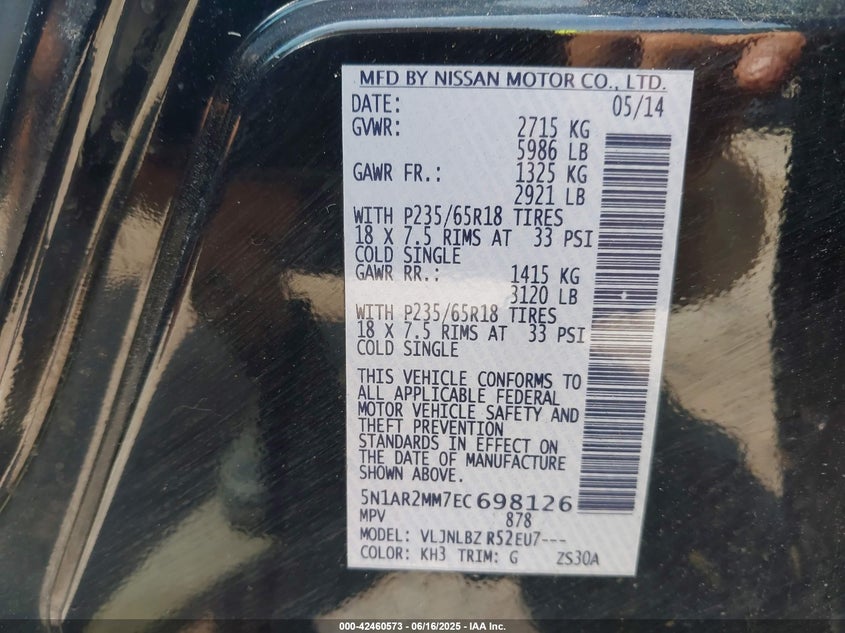 MFD BY NISSAN MOTOR CO., LTD.
DATE: 05/14
GVWR: 2715 KG
5986 LB
GAWR FR.: 1325 KG
2921 LB
WITH P235/65R18 TIRES
18 X 7.5 RIMS AT 33 PSI
COLD SINGLE
GAWR RR.: 1415 KG
3120 LB
WITH P235/65R18 TIRES
18 X 7.5 RIMS AT 33 PSI
COLD SINGLE
THIS VEHICLE CONFORMS TO
ALL APPLICABLE FEDERAL
MOTOR VEHICLE SAFETY AND
THEFT PREVENTION
STANDARDS IN EFFECT ON
THE DATE OF MANUFACTURE
SHOWN ABOVE.
5N1AR2MM7EC698126
MPV 878
MODEL: VLJNLBZ R52EU7---
COLOR: KH3 TRIM: G ZS30A
000-42460573 - 06/16/2025 - IAA Inc.